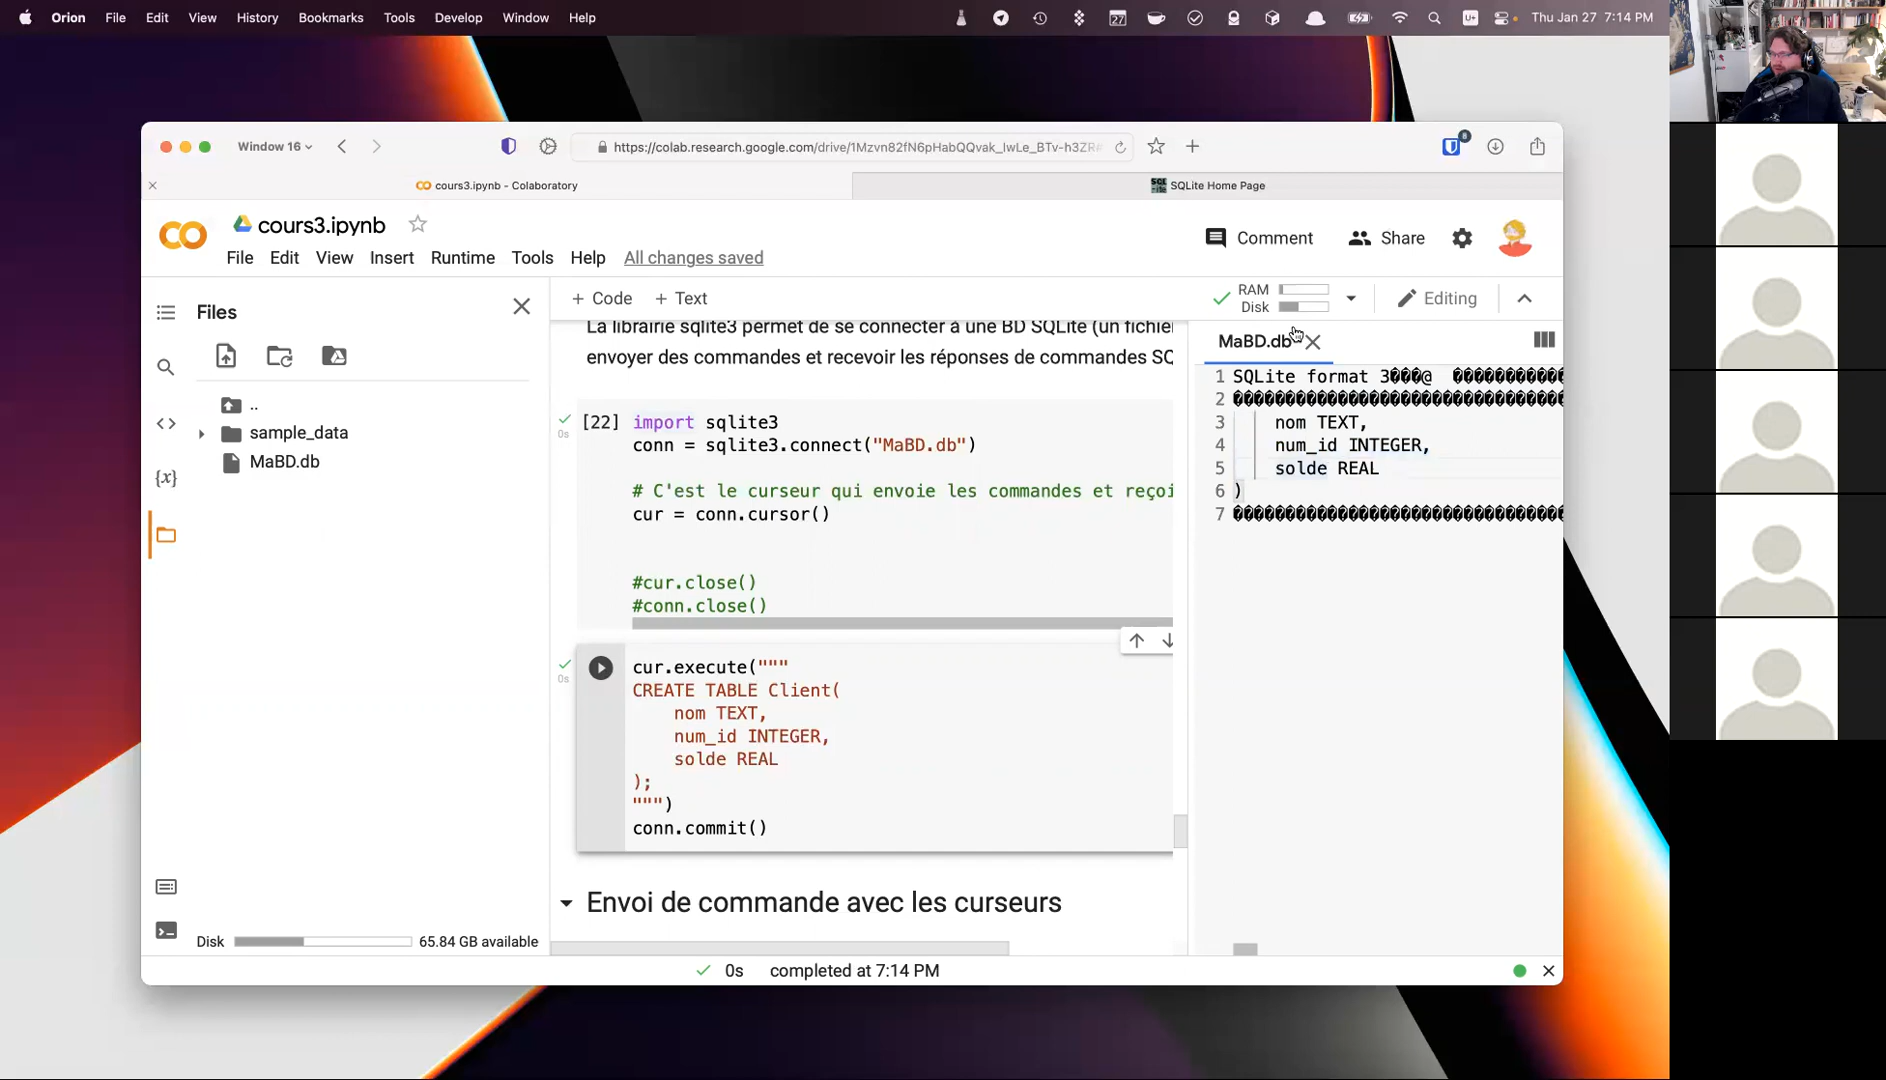 Orion File Edit View History Bookmarks Tools Develop Window Help
27
Thu Jan 27 7:14 PM
Window 16
https://colab.research.google.com/drive/1Mzvn82fN6pHabQQvak_lwLe_BTv-h3ZR#
8
cours3.ipynb - Colaboratory
SQLite Home Page
cours3.ipynb
Comment
Share
File Edit View Insert Runtime Tools Help All changes saved
Files
+ Code + Text
RAM
Disk
Editing
..
sample_data
MaBD.db
Disk
65.84 GB available
La librairie sqlite3 permet de se connecter à une BD SQLite (un fichier
envoyer des commandes et recevoir les réponses de commandes SQ
[22]
0s
import sqlite3
conn = sqlite3.connect("MaBD.db")
# C'est le curseur qui envoie les commandes et reçoi
cur = conn.cursor()
#cur.close()
#conn.close()
0s
cur.execute("""
CREATE TABLE Client(
nom TEXT,
num_id INTEGER,
solde REAL
);
""")
conn.commit()
Envoi de commande avec les curseurs
MaBD.db
1 SQLite format 3���@
2
3 nom TEXT,
4 num_id INTEGER,
5 solde REAL
6 )
7
0s completed at 7:14 PM